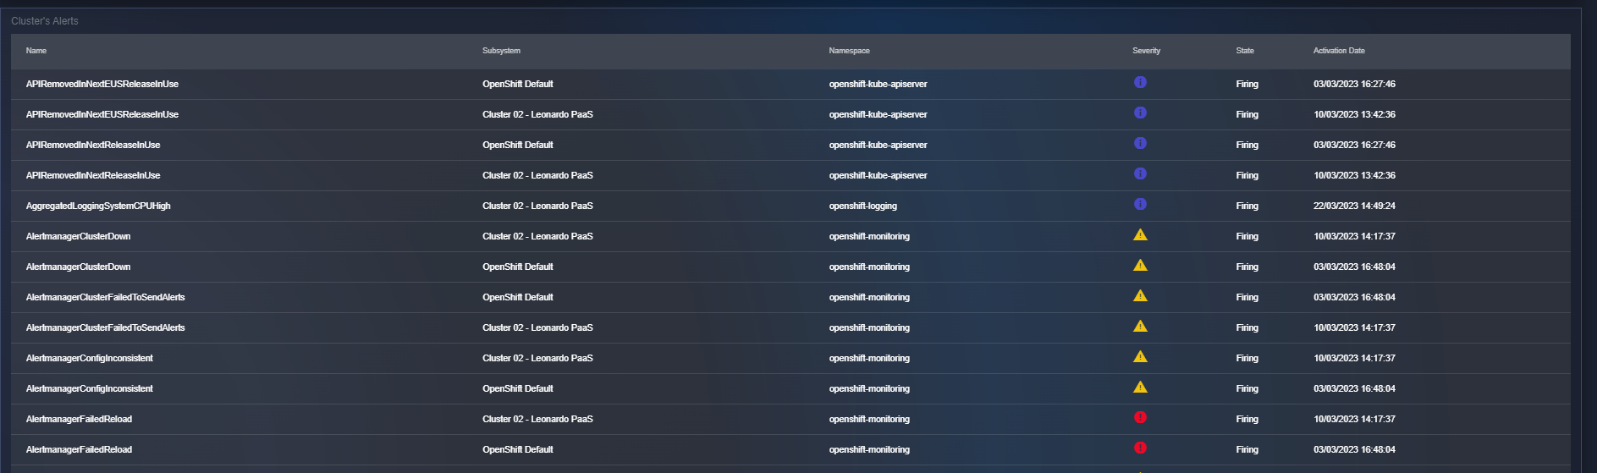 Cluster's Alerts
Name Subsystem Namespace Severity State Activation Date
APIRemovedInNextEUSReleaseInUse OpenShift Default openshift-kube-apiserver Firing 03/03/2023 16:27:46
APIRemovedInNextEUSReleaseInUse Cluster 02 - Leonardo PaaS openshift-kube-apiserver Firing 10/03/2023 13:42:36
APIRemovedInNextReleaseInUse OpenShift Default openshift-kube-apiserver Firing 03/03/2023 16:27:46
APIRemovedInNextReleaseInUse Cluster 02 - Leonardo PaaS openshift-kube-apiserver Firing 10/03/2023 13:42:36
AggregatedLoggingSystemCPUHigh Cluster 02 - Leonardo PaaS openshift-logging Firing 22/03/2023 14:49:24
AlertmanagerClusterDown Cluster 02 - Leonardo PaaS openshift-monitoring Firing 10/03/2023 14:17:37
AlertmanagerClusterDown OpenShift Default openshift-monitoring Firing 03/03/2023 16:48:04
AlertmanagerClusterFailedToSendAlerts OpenShift Default openshift-monitoring Firing 03/03/2023 16:48:04
AlertmanagerClusterFailedToSendAlerts Cluster 02 - Leonardo PaaS openshift-monitoring Firing 10/03/2023 14:17:37
AlertmanagerConfigInconsistent Cluster 02 - Leonardo PaaS openshift-monitoring Firing 10/03/2023 14:17:37
AlertmanagerConfigInconsistent OpenShift Default openshift-monitoring Firing 03/03/2023 16:48:04
AlertmanagerFailedReload Cluster 02 - Leonardo PaaS openshift-monitoring Firing 10/03/2023 14:17:37
AlertmanagerFailedReload OpenShift Default openshift-monitoring Firing 03/03/2023 16:48:04